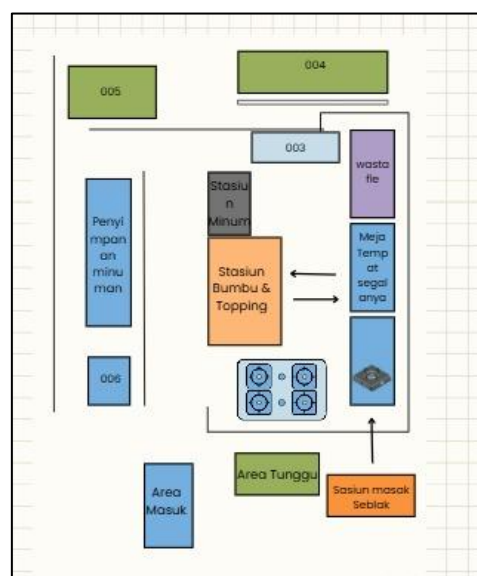 004
005
003
wasta
fle
Stasiu
n
Minum
Penyi
mpan
an
minu
man
Meja
Temp
at
segal
anya
Stasiun
Bumbu &
Topping
006
Area Tunggu
Area
Masuk
Sasiun masak
Seblak